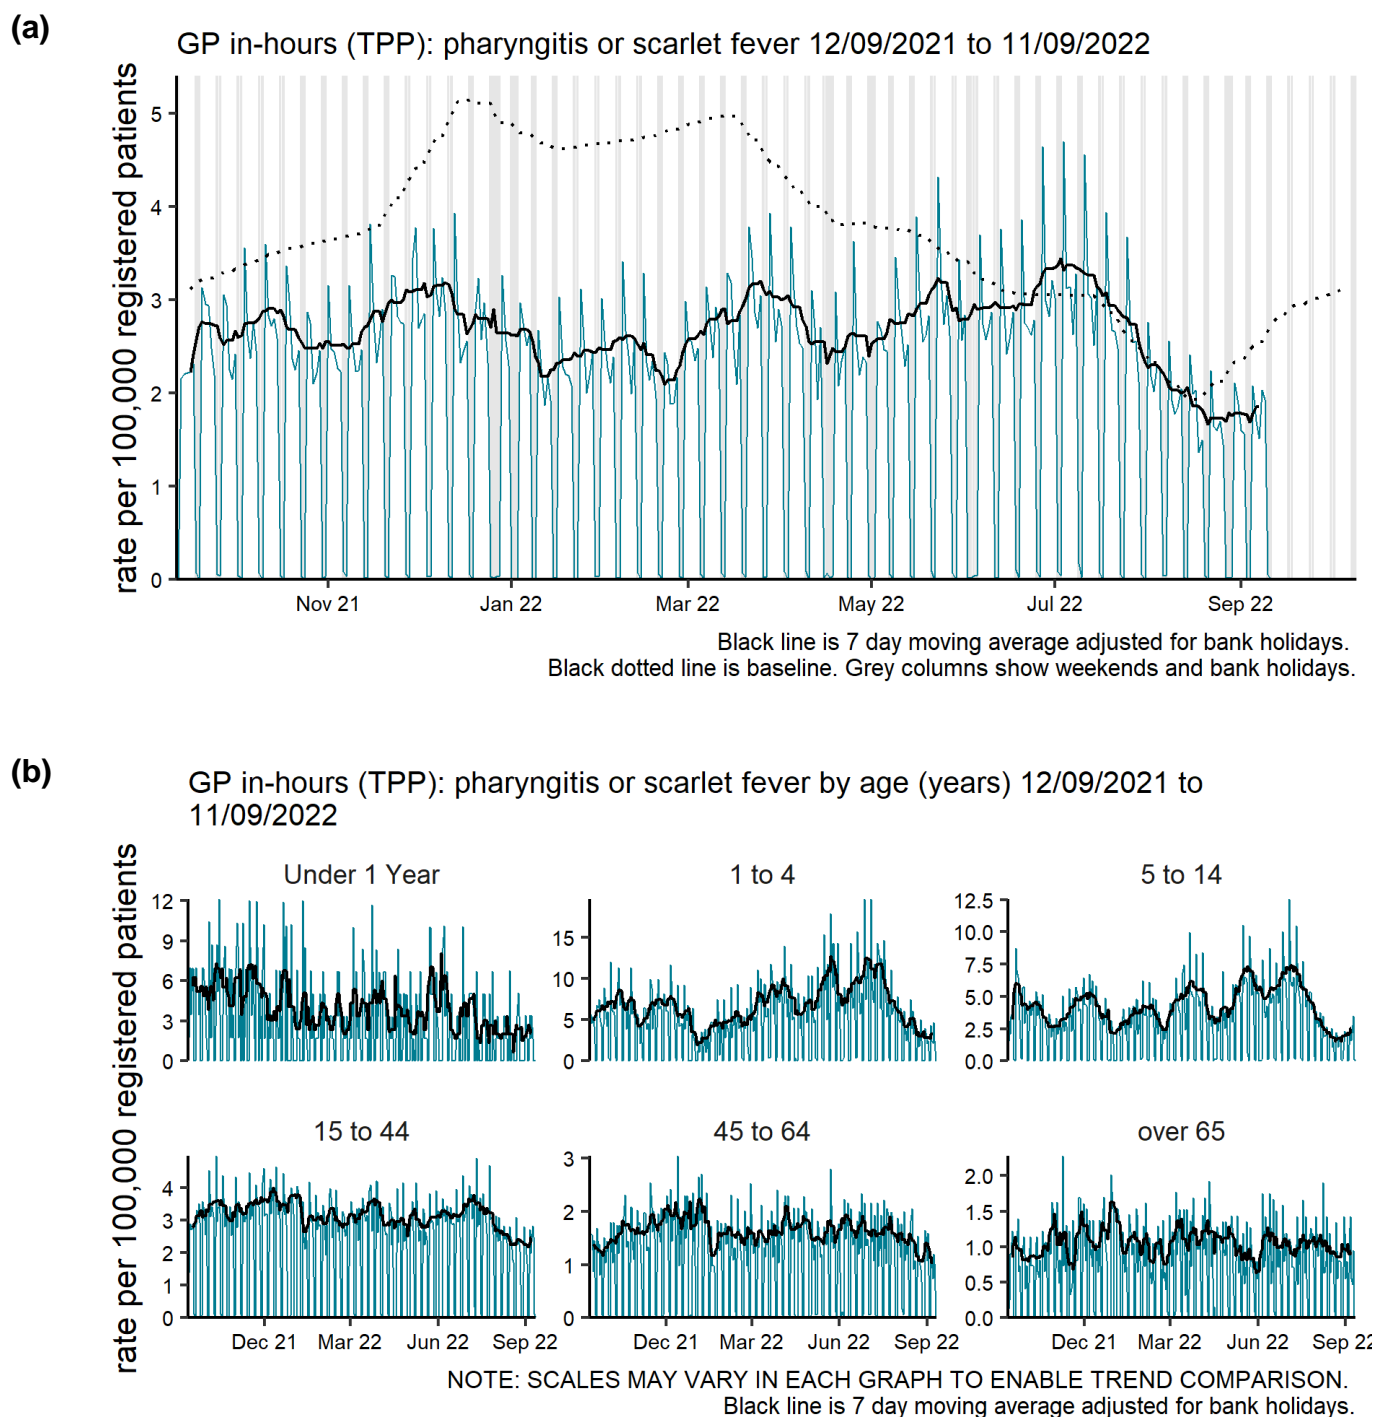 (a)
GP in-hours (TPP): pharyngitis or scarlet fever 12/09/2021 to 11/09/2022
rate per 100,000 registered patients
5
4
3
2
1
0
Nov 21 Jan 22 Mar 22 May 22 Jul 22 Sep 22
Black line is 7 day moving average adjusted for bank holidays.
Black dotted line is baseline. Grey columns show weekends and bank holidays.
(b)
GP in-hours (TPP): pharyngitis or scarlet fever by age (years) 12/09/2021 to
11/09/2022
rate per 100,000 registered patients
Under 1 Year
12
9
6
3
0
1 to 4
15
10
5
0
5 to 14
12.5
10.0
7.5
5.0
2.5
0.0
15 to 44
4
3
2
1
0
Dec 21 Mar 22 Jun 22 Sep 22
45 to 64
3
2
1
0
Dec 21 Mar 22 Jun 22 Sep 22
over 65
2.0
1.5
1.0
0.5
0.0
Dec 21 Mar 22 Jun 22 Sep 22
NOTE: SCALES MAY VARY IN EACH GRAPH TO ENABLE TREND COMPARISON.
Black line is 7 day moving average adjusted for bank holidays.